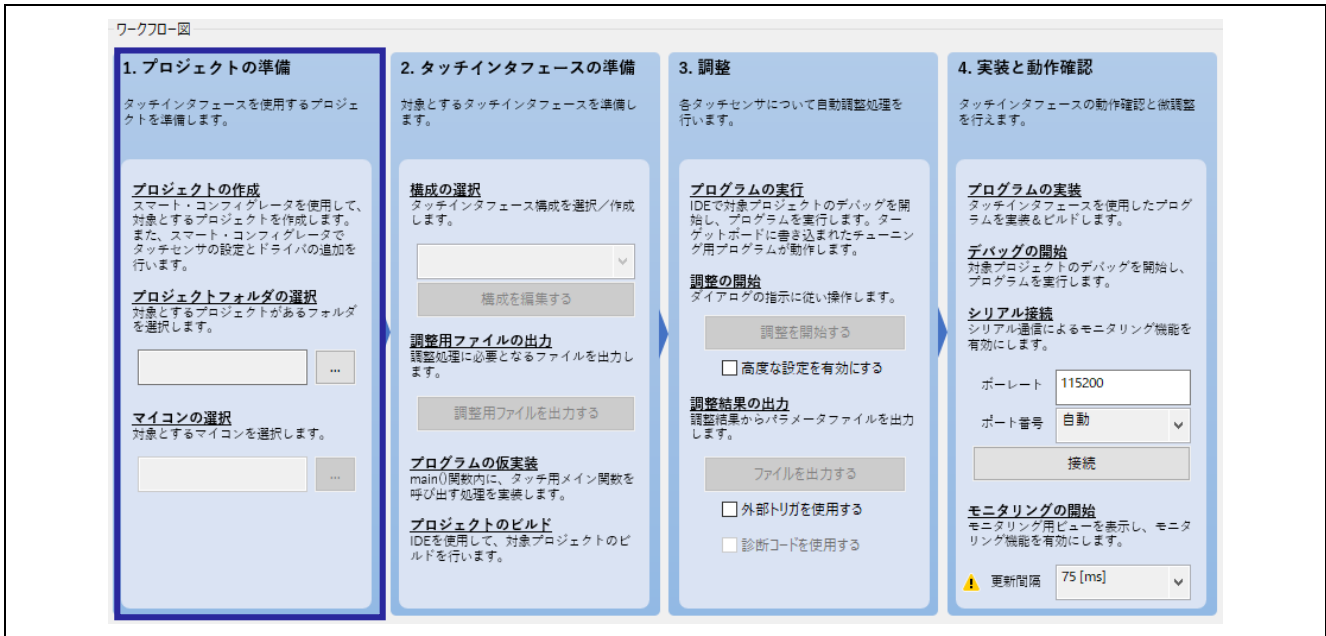 ワークフロー図
1. プロジェクトの準備
タッチインタフェースを使用するプロジェ
クトを準備します。
プロジェクトの作成
スマート・コンフィグレータを使用して、
対象とするプロジェクトを作成します。
また、スマート・コンフィグレータで
タッチセンサの設定とドライバの追加を
行います。
プロジェクトフォルダの選択
対象とするプロジェクトがあるフォルダ
を選択します。
...
マイコンの選択
対象とするマイコンを選択します。
...
2. タッチインタフェースの準備
対象とするタッチインタフェースを準備し
ます。
構成の選択
タッチインタフェース構成を選択／作成
します。
構成を編集する
調整用ファイルの出力
調整処理に必要となるファイルを出力し
ます。
調整用ファイルを出力する
プログラムの仮実装
main()関数内に、タッチ用メイン関数を
呼び出す処理を実装します。
プロジェクトのビルド
IDEを使用して、対象プロジェクトのビ
ルドを行います。
3. 調整
各タッチセンサについて自動調整処理を
行います。
プログラムの実行
IDEで対象プロジェクトのデバッグを開
始し、プログラムを実行します。ター
ゲットボードに書き込まれたチューニン
グ用プログラムが動作します。
調整の開始
ダイアログの指示に従い操作します。
調整を開始する
高度な設定を有効にする
調整結果の出力
調整結果からパラメータファイルを出力
します。
ファイルを出力する
外部トリガを使用する
診断コードを使用する
4. 実装と動作確認
タッチインタフェースの動作確認と微調整
を行えます。
プログラムの実装
タッチインタフェースを使用したプログ
ラムを実装&ビルドします。
デバッグの開始
対象プロジェクトのデバッグを開始し、
プログラムを実行します。
シリアル接続
シリアル通信によるモニタリング機能を
有効にします。
ボーレート 115200
ポート番号 自動
接続
モニタリングの開始
モニタリング用ビューを表示し、モニタ
リング機能を有効にします。
更新間隔 75 [ms]